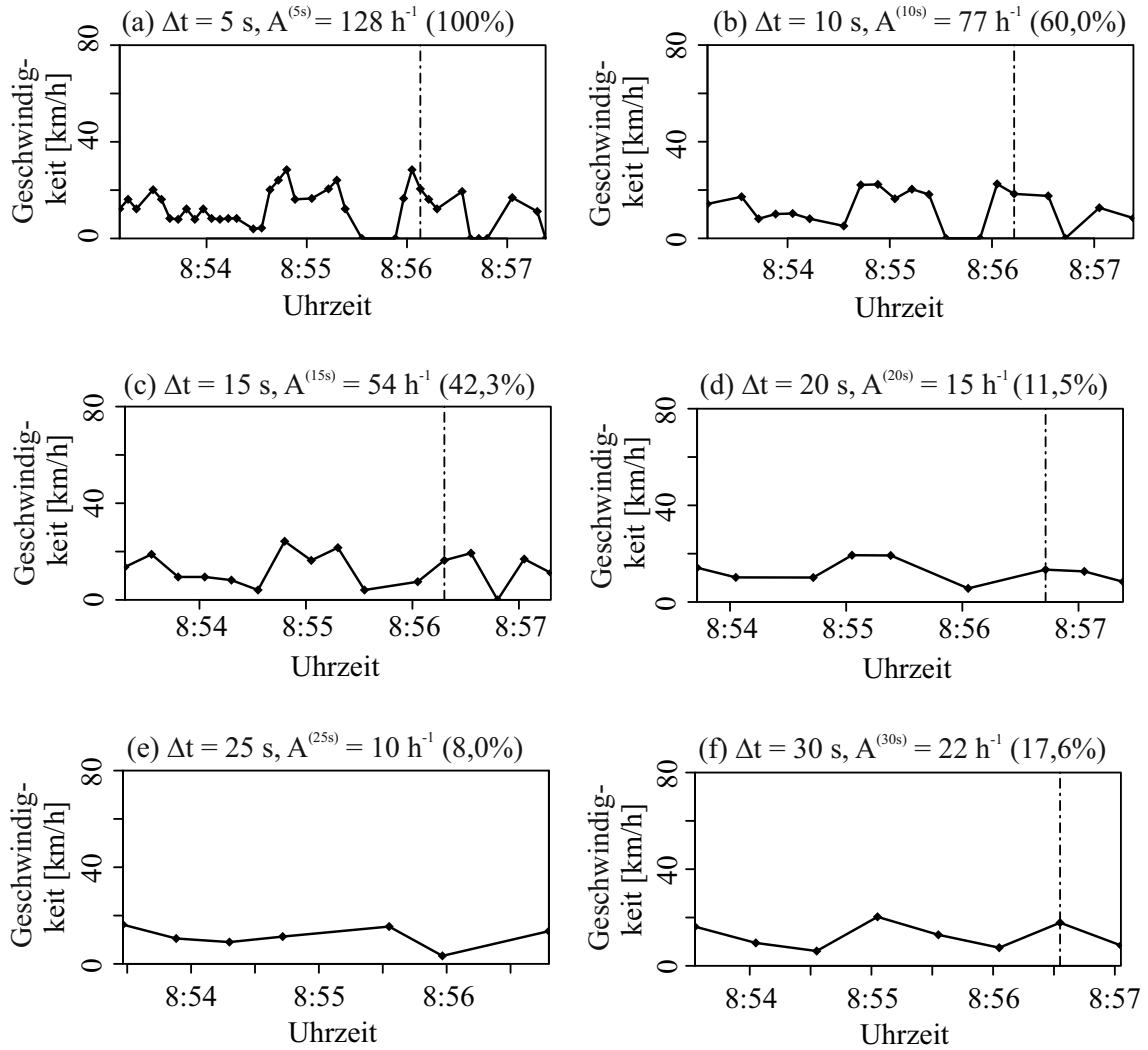 (a) Δt = 5 s, A⁽⁵ˢ⁾ = 128 h⁻¹ (100%)
Geschwindig-
keit [km/h]
80
40
0
8:54 8:55 8:56 8:57
Uhrzeit
(b) Δt = 10 s, A⁽¹⁰ˢ⁾ = 77 h⁻¹ (60,0%)
Geschwindig-
keit [km/h]
80
40
0
8:54 8:55 8:56 8:57
Uhrzeit
(c) Δt = 15 s, A⁽¹⁵ˢ⁾ = 54 h⁻¹ (42,3%)
Geschwindig-
keit [km/h]
80
40
0
8:54 8:55 8:56 8:57
Uhrzeit
(d) Δt = 20 s, A⁽²⁰ˢ⁾ = 15 h⁻¹ (11,5%)
Geschwindig-
keit [km/h]
80
40
0
8:54 8:55 8:56 8:57
Uhrzeit
(e) Δt = 25 s, A⁽²⁵ˢ⁾ = 10 h⁻¹ (8,0%)
Geschwindig-
keit [km/h]
80
40
0
8:54 8:55 8:56
Uhrzeit
(f) Δt = 30 s, A⁽³⁰ˢ⁾ = 22 h⁻¹ (17,6%)
Geschwindig-
keit [km/h]
80
40
0
8:54 8:55 8:56 8:57
Uhrzeit